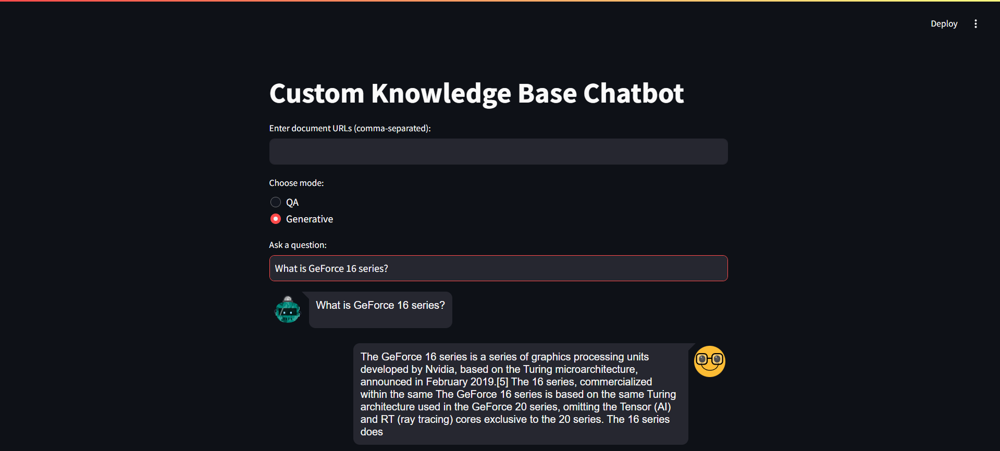 Deploy
Custom Knowledge Base Chatbot
Enter document URLs (comma-separated):
Choose mode:
QA
Generative
Ask a question:
What is GeForce 16 series?
What is GeForce 16 series?
The GeForce 16 series is a series of graphics processing units
developed by Nvidia, based on the Turing microarchitecture,
announced in February 2019.[5] The 16 series, commercialized
within the same The GeForce 16 series is based on the same Turing
architecture used in the GeForce 20 series, omitting the Tensor (AI)
and RT (ray tracing) cores exclusive to the 20 series. The 16 series
does